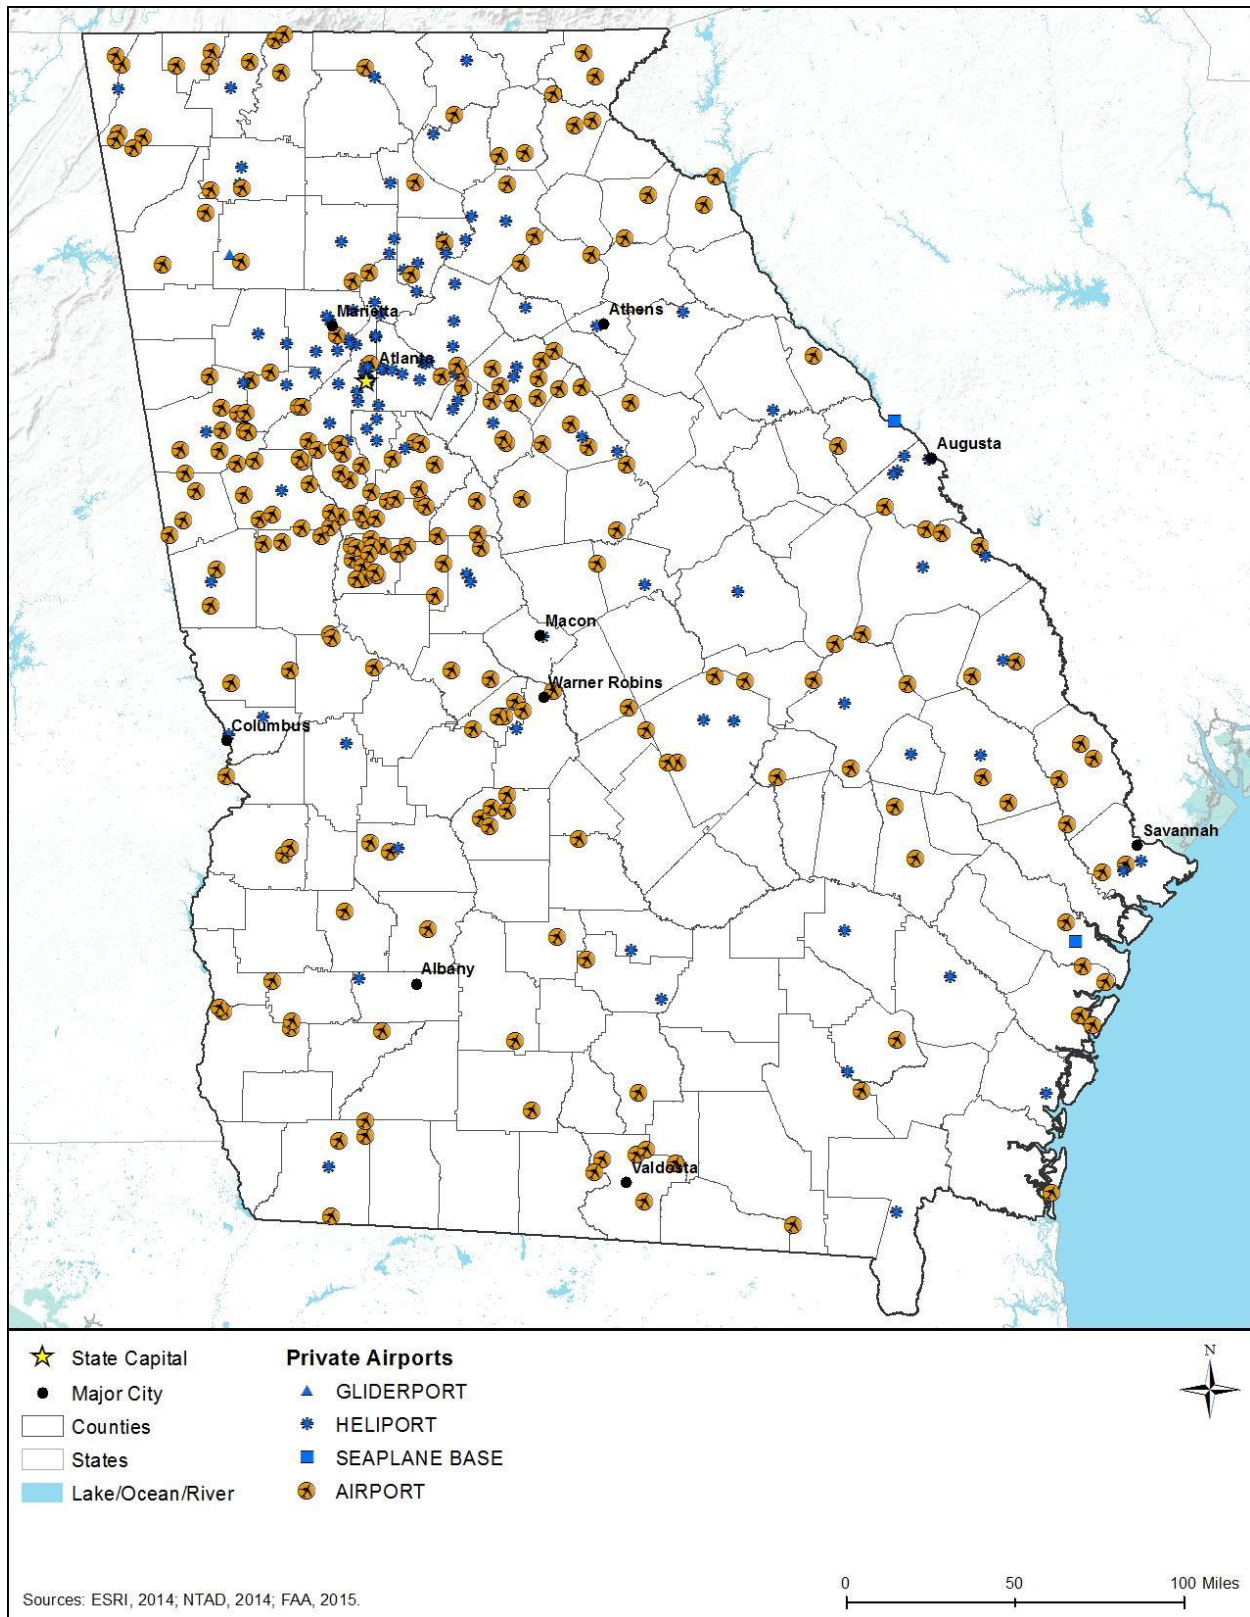 Marietta
Athens
Atlanta
Augusta
Macon
Warner Robins
Columbus
Savannah
Albany
Valdosta
State Capital
Major City
Counties
States
Lake/Ocean/River
Private Airports
GLIDERPORT
HELIPORT
SEAPLANE BASE
AIRPORT
N
0 50 100 Miles
Sources: ESRI, 2014; NTAD, 2014; FAA, 2015.